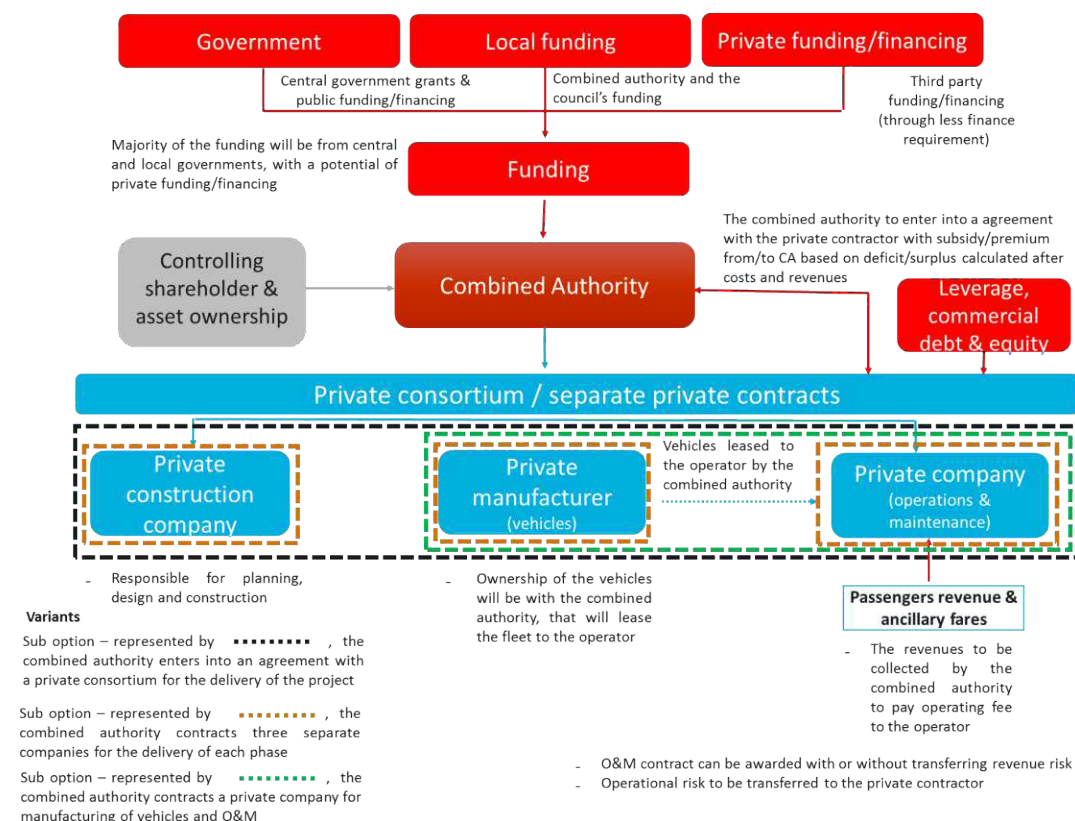 Government
Local funding
Private funding/financing
Central government grants &
public funding/financing
Combined authority and the
council's funding
Third party
funding/financing
(through less finance
requirement)
Majority of the funding will be from central
and local governments, with a potential of
private funding/financing
Funding
The combined authority to enter into a agreement
with the private contractor with subsidy/premium
from/to CA based on deficit/surplus calculated after
costs and revenues
Controlling
shareholder &
asset ownership
Combined Authority
Leverage,
commercial
debt & equity
Private consortium / separate private contracts
Private
construction
company
Private
manufacturer
(vehicles)
Vehicles leased to
the operator by the
combined authority
Private company
(operations &
maintenance)
- Responsible for planning,
design and construction
- Ownership of the vehicles
will be with the combined
authority, that will lease
the fleet to the operator
Passengers revenue &
ancillary fares
- The revenues to be
collected by the
combined authority
to pay operating fee
to the operator
Variants
Sub option – represented by , the
combined authority enters into an agreement with
a private consortium for the delivery of the project
Sub option – represented by , the
combined authority contracts three separate
companies for the delivery of each phase
Sub option – represented by , the
combined authority contracts a private company for
manufacturing of vehicles and O&M
- O&M contract can be awarded with or without transferring revenue risk
- Operational risk to be transferred to the private contractor